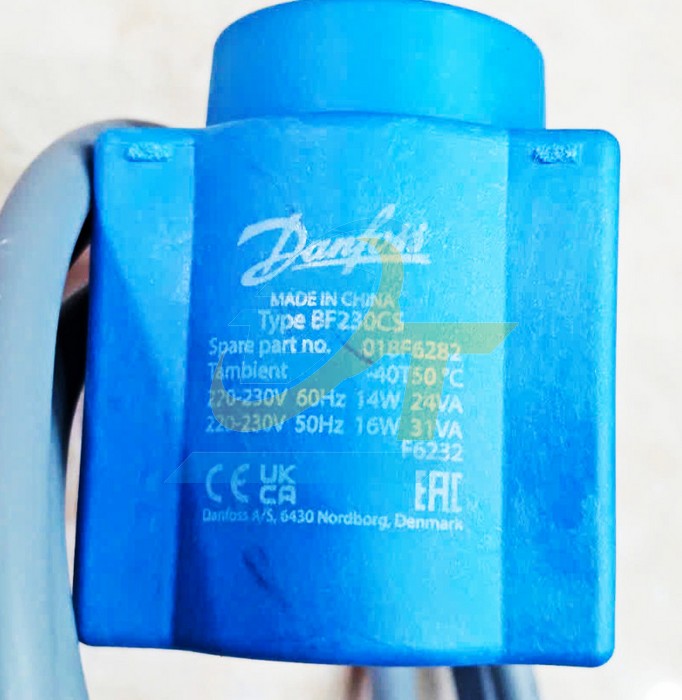 Danfoss
MADE IN CHINA
Type BF230CS
Spare part no. 018F6282
Tambient -40T50 °C
220-230V 60Hz 14W 24VA
220-230V 50Hz 16W 31VA
F6232
CE UK CA EAC
Danfoss A/S, 6430 Nordborg, Denmark